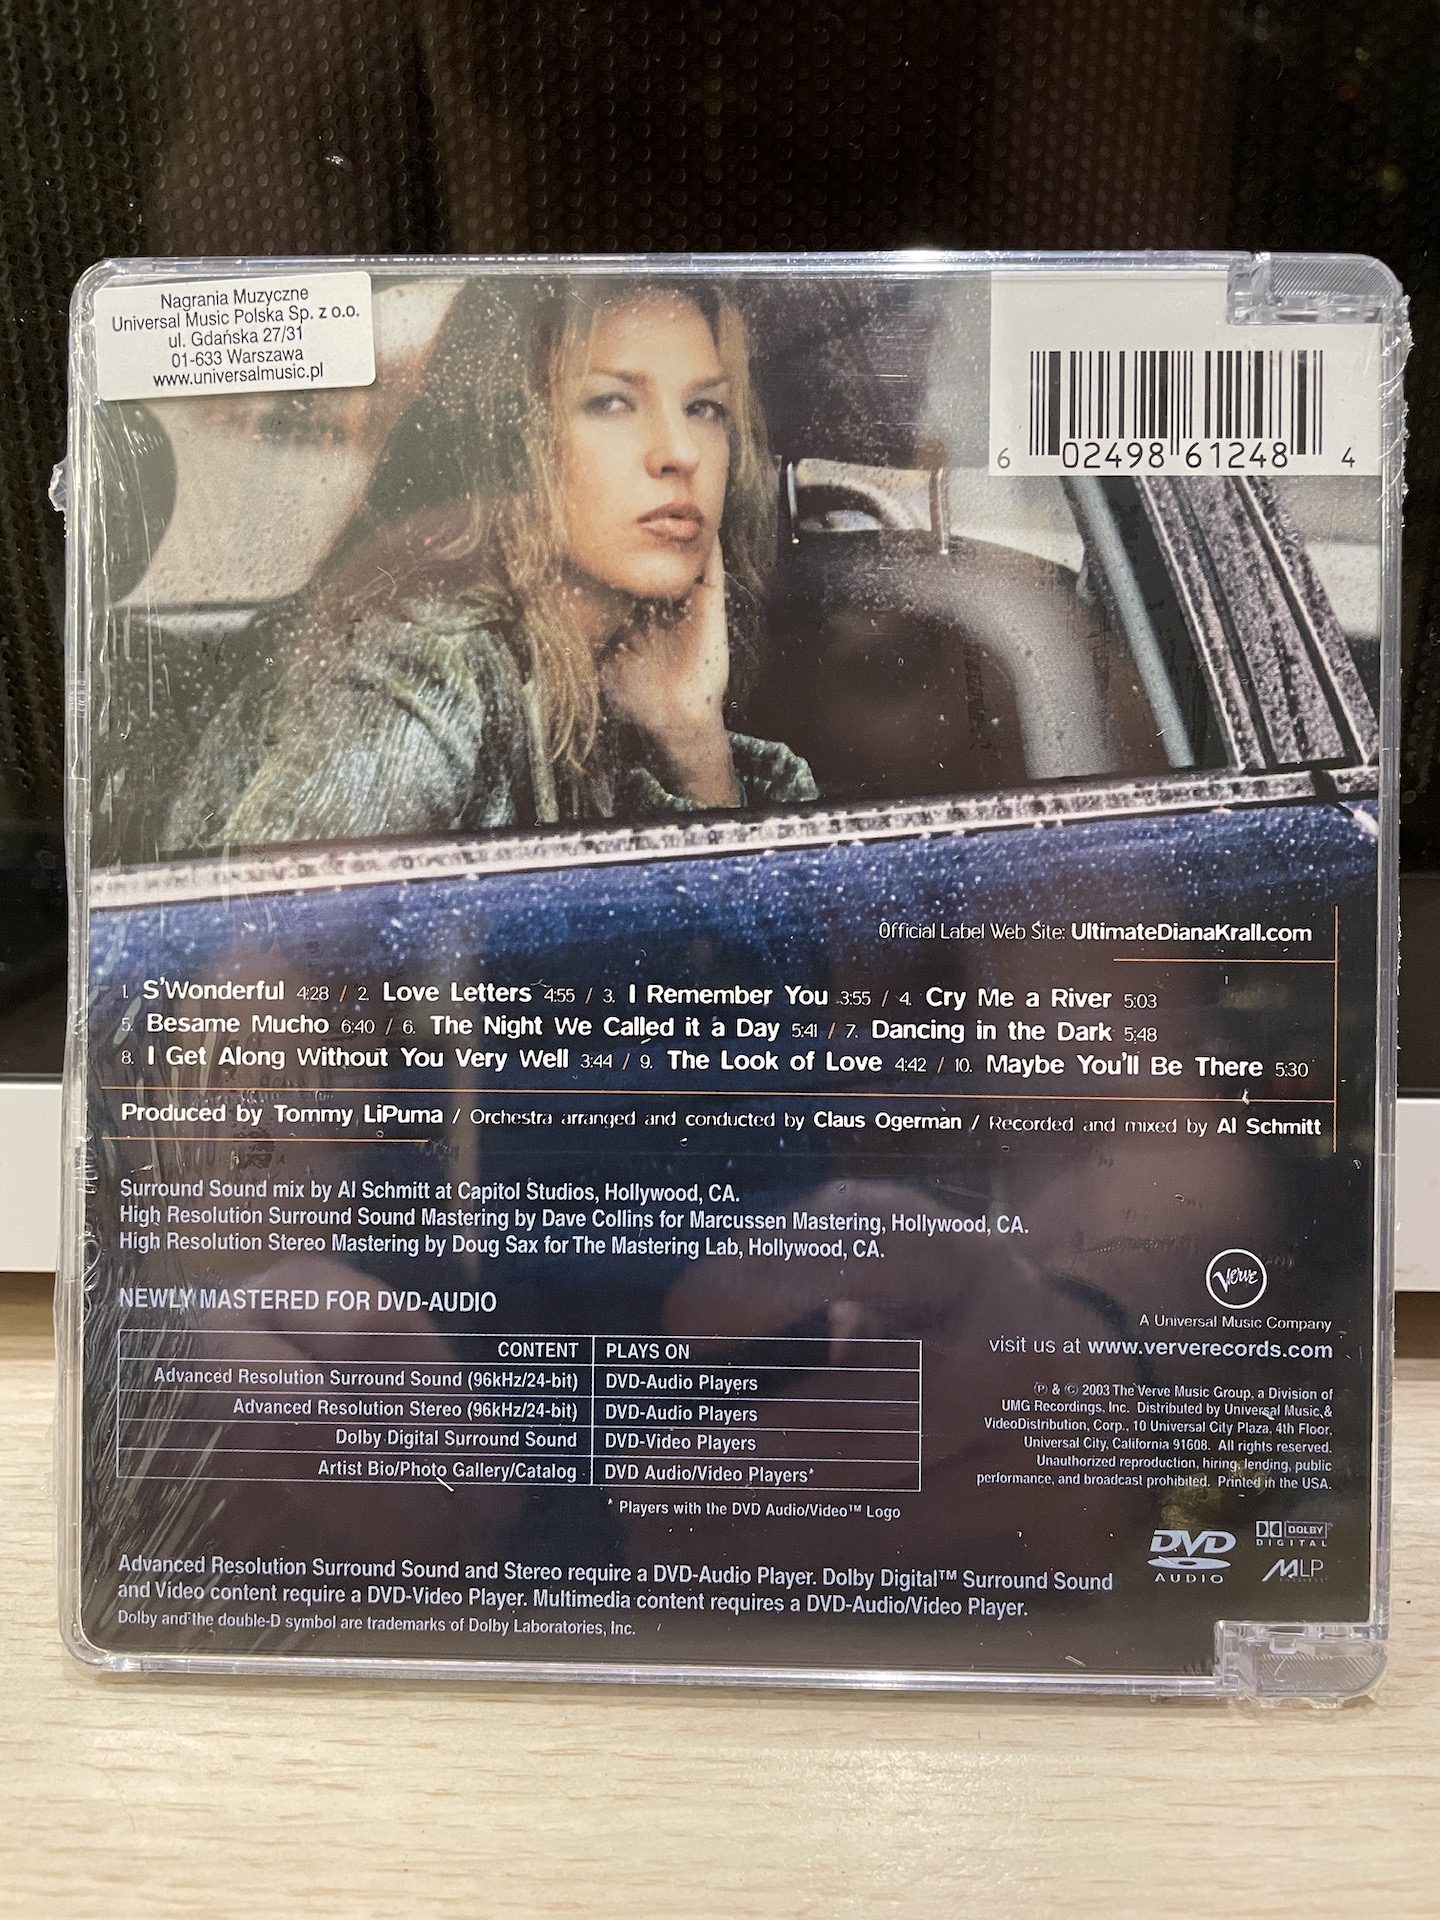 Nagrania Muzyczne
Universal Music Polska Sp. z o.o.
ul. Gdańska 27/31
01-633 Warszawa
www.universalmusic.pl
6 02498 61248 4
Official Label Web Site: UltimateDianaKrall.com
1. S'Wonderful 4:28 / 2. Love Letters 4:55 / 3. I Remember You 3:55 / 4. Cry Me a River 5:03
5. Besame Mucho 6:40 / 6. The Night We Called it a Day 5:41 / 7. Dancing in the Dark 5:48
8. I Get Along Without You Very Well 3:44 / 9. The Look of Love 4:42 / 10. Maybe You'll Be There 5:30
Produced by Tommy LiPuma / Orchestra arranged and conducted by Claus Ogerman / Recorded and mixed by Al Schmitt
Surround Sound mix by Al Schmitt at Capitol Studios, Hollywood, CA.
High Resolution Surround Sound Mastering by Dave Collins for Marcussen Mastering, Hollywood, CA.
High Resolution Stereo Mastering by Doug Sax for The Mastering Lab, Hollywood, CA.
NEWLY MASTERED FOR DVD-AUDIO
CONTENT PLAYS ON
Advanced Resolution Surround Sound (96kHz/24-bit) DVD-Audio Players
Advanced Resolution Stereo (96kHz/24-bit) DVD-Audio Players
Dolby Digital Surround Sound DVD-Video Players
Artist Bio/Photo Gallery/Catalog DVD Audio/Video Players*
* Players with the DVD Audio/Video™ Logo
Verve
A Universal Music Company
visit us at www.ververecords.com
℗ & © 2003 The Verve Music Group, a Division of
UMG Recordings, Inc. Distributed by Universal Music &
VideoDistribution, Corp., 10 Universal City Plaza, 4th Floor,
Universal City, California 91608. All rights reserved.
Unauthorized reproduction, hiring, lending, public
performance, and broadcast prohibited. Printed in the USA.
Advanced Resolution Surround Sound and Stereo require a DVD-Audio Player. Dolby Digital™ Surround Sound
and Video content require a DVD-Video Player. Multimedia content requires a DVD-Audio/Video Player.
Dolby and the double-D symbol are trademarks of Dolby Laboratories, Inc.
DVD
AUDIO
DOLBY
DIGITAL
MLP